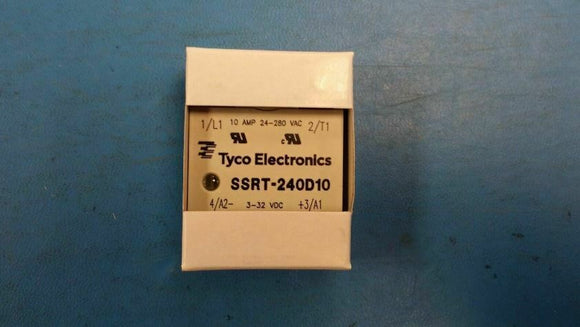 1/L1 10 AMP 24-280 VAC 2/T1
Tyco Electronics
SSRT-240D10
4/A2- 3-32 VDC +3/A1